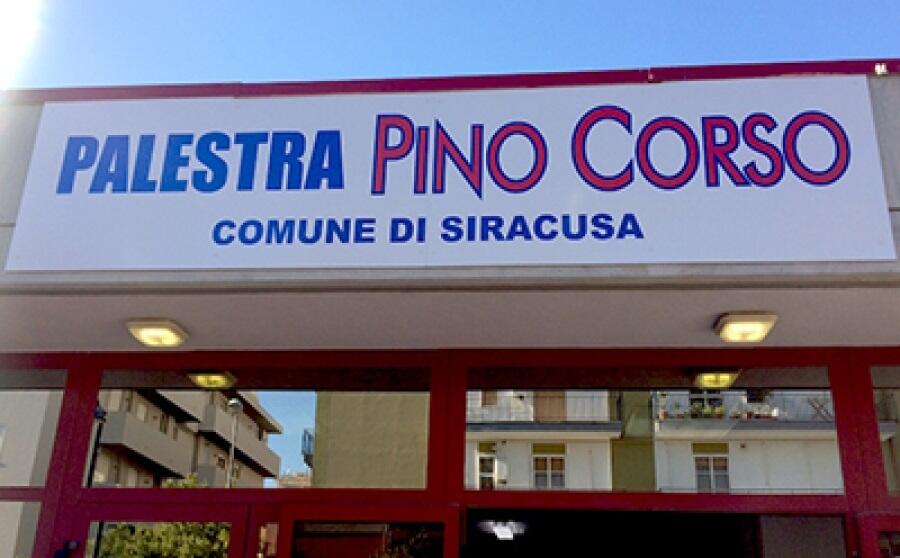 PALESTRA PINO CORSO
COMUNE DI SIRACUSA